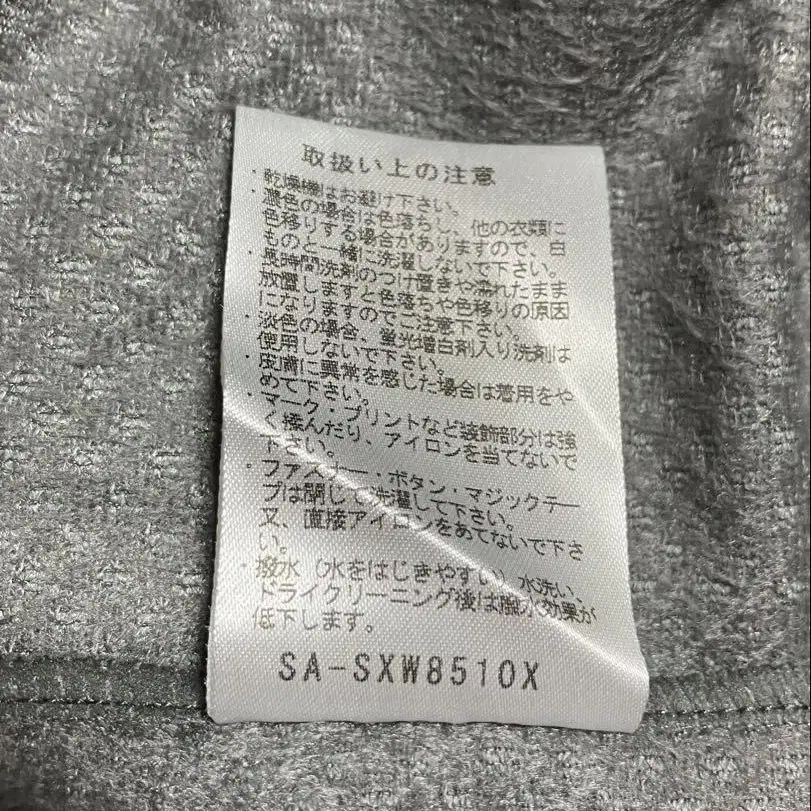 取扱い上の注意
・乾燥機はお避け下さい。
・濃色の場合は色落ちし、他の衣類に
色移りする場合がありますので、白
ものと一緒に洗濯しないで下さい。
・長時間洗剤のつけ置きや濡れたまま
放置しますと色落ちや色移りの原因
になりますのでご注意下さい。
・淡色の場合、蛍光増白剤入り洗剤は
使用しないで下さい。
・皮膚に異常を感じた場合は着用をや
めて下さい。
・マーク・プリントなど装飾部分は強
く揉んだり、アイロンを当てないで
下さい。
・ファスナー・ボタン・マジックテー
プは閉じて洗濯して下さい。
又、直接アイロンをあてないで下さ
い。
・撥水（水をはじきやすい）水洗い、
ドライクリーニング後は撥水効果が
低下します。
SA-SXW8510X